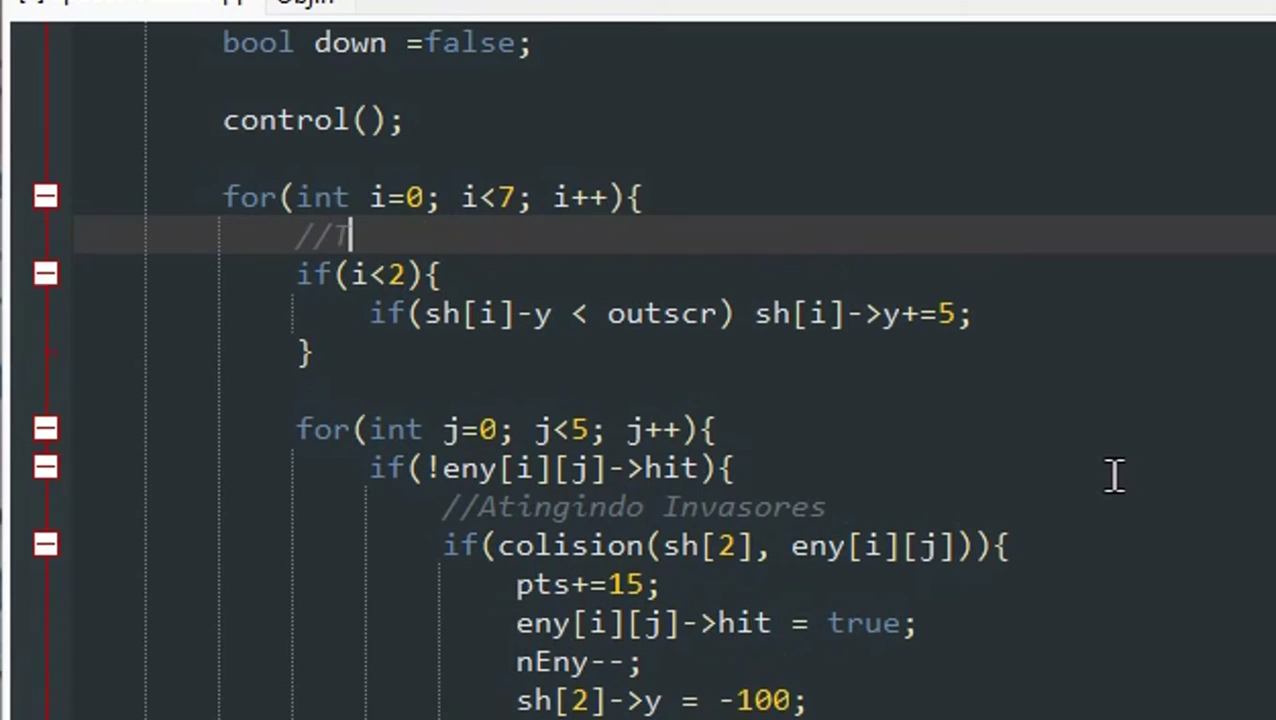 bool down =false;
control();
for(int i=0; i<7; i++){
//T
if(i<2){
if(sh[i]-y < outscr) sh[i]->y+=5;
}
for(int j=0; j<5; j++){
if(!eny[i][j]->hit){
//Atingindo Invasores
if(colision(sh[2], eny[i][j])){
pts+=15;
eny[i][j]->hit = true;
nEny--;
sh[2]->y = -100;